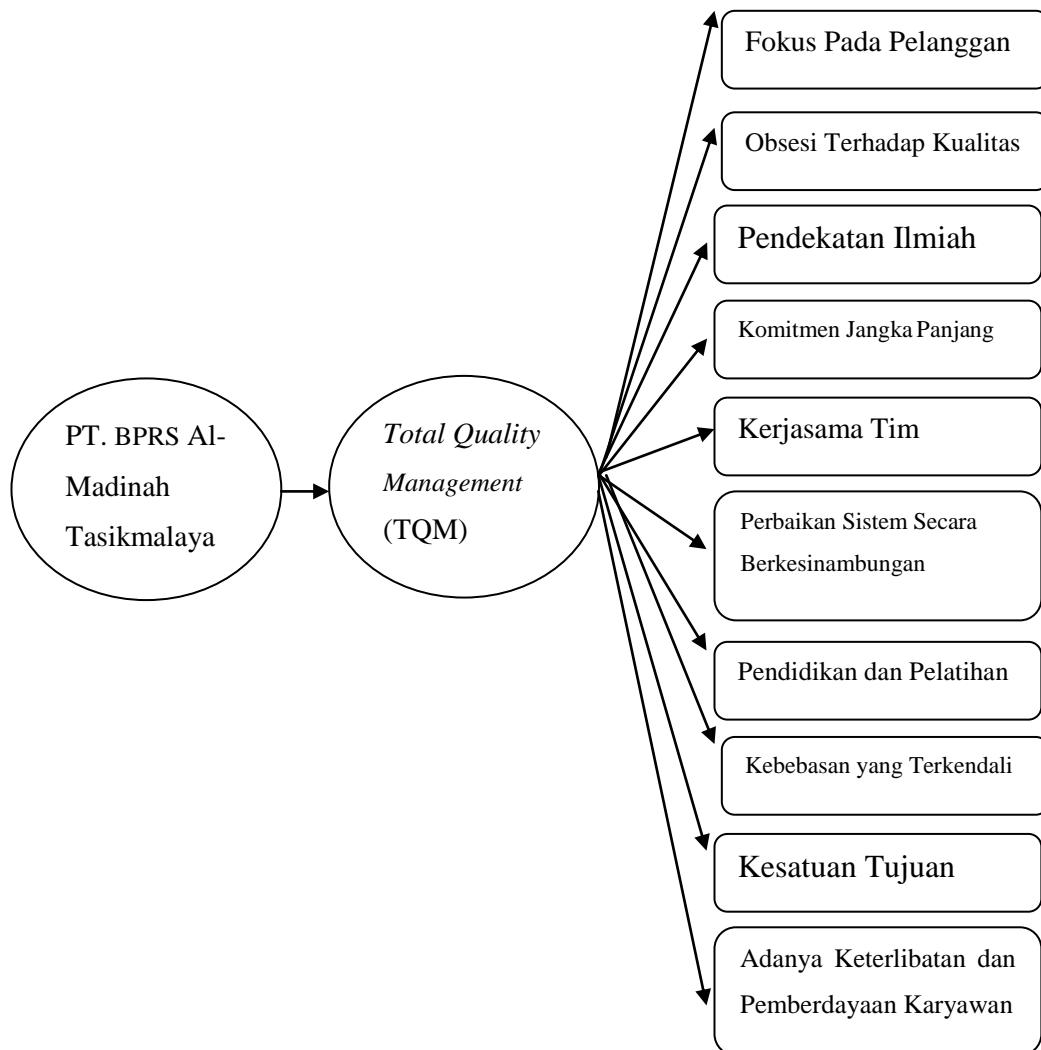 PT. BPRS Al-
Madinah
Tasikmalaya
Total Quality
Management
(TQM)
Fokus Pada Pelanggan
Obsesi Terhadap Kualitas
Pendekatan Ilmiah
Komitmen Jangka Panjang
Kerjasama Tim
Perbaikan Sistem Secara
Berkesinambungan
Pendidikan dan Pelatihan
Kebebasan yang Terkendali
Kesatuan Tujuan
Adanya Keterlibatan dan
Pemberdayaan Karyawan